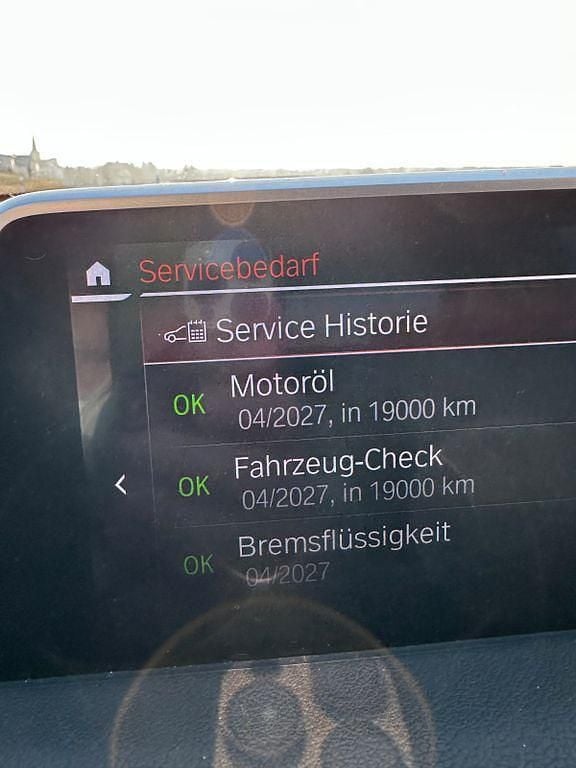 Servicebedarf
Service Historie
OK Motoröl
04/2027, in 19000 km
OK Fahrzeug-Check
04/2027, in 19000 km
OK Bremsflüssigkeit
04/2027